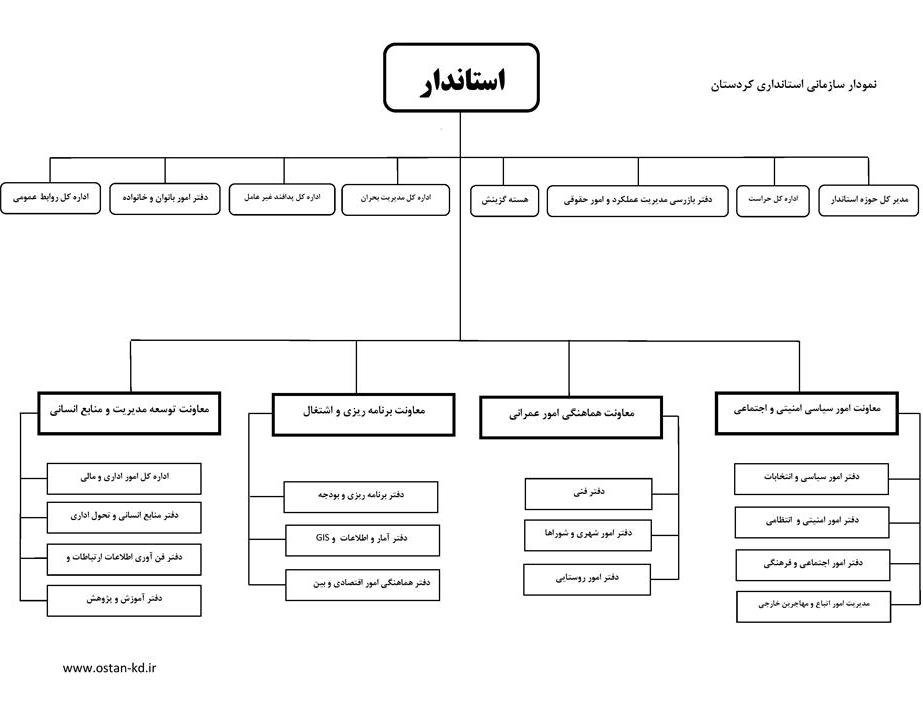 استاندار
نمودار سازمانی استانداری کردستان
مدیر کل حوزه استاندار
اداره کل حراست
دفتر بازرسی مدیریت عملکرد و امور حقوقی
هسته گزینش
اداره کل مدیریت بحران
اداره کل پدافند غیر عامل
دفتر امور بانوان و خانواده
اداره کل روابط عمومی
معاونت امور سیاسی امنیتی و اجتماعی
دفتر امور سیاسی و انتخابات
دفتر امور امنیتی و انتظامی
دفتر امور اجتماعی و فرهنگی
مدیریت امور اتباع و مهاجرین خارجی
معاونت هماهنگی امور عمرانی
دفتر فنی
دفتر امور شهری و شوراها
دفتر امور روستایی
معاونت برنامه ریزی و اشتغال
دفتر برنامه ریزی و بودجه
دفتر آمار و اطلاعات و GIS
دفتر هماهنگی امور اقتصادی و بین
معاونت توسعه مدیریت و منابع انسانی
اداره کل امور اداری و مالی
دفتر منابع انسانی و تحول اداری
دفتر فن آوری اطلاعات ارتباطات و
دفتر آموزش و پژوهش
www.ostan-kd.ir